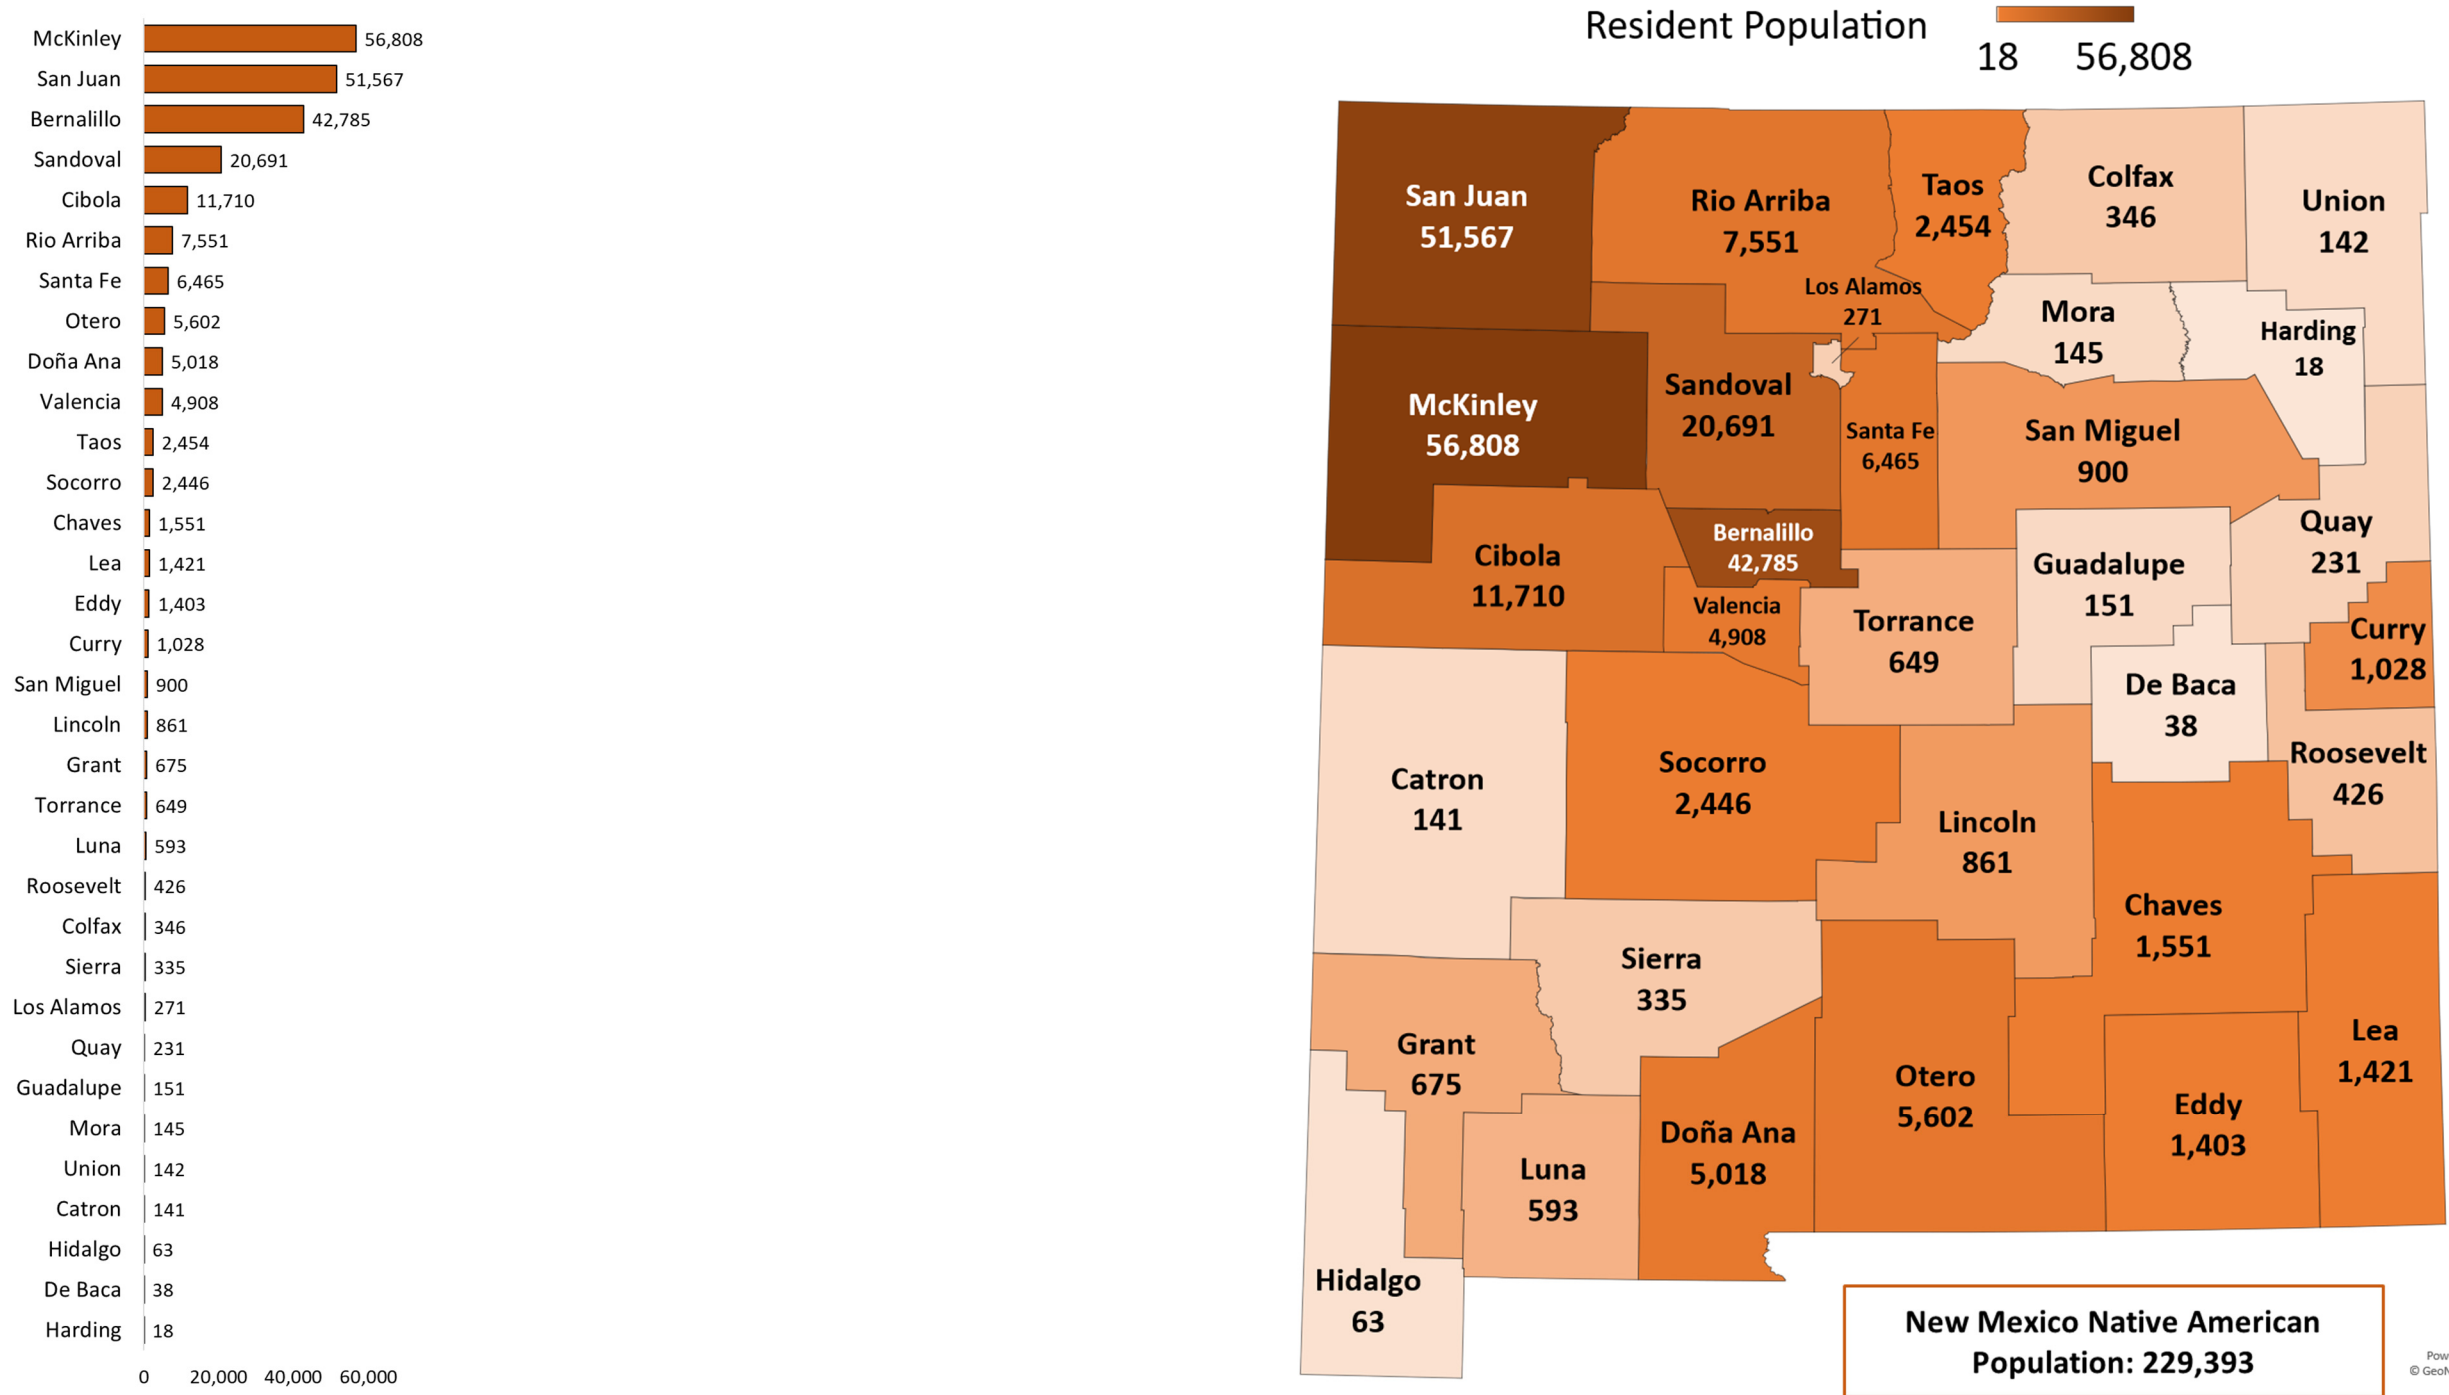 McKinley 56,808
San Juan 51,567
Bernalillo 42,785
Sandoval 20,691
Cibola 11,710
Rio Arriba 7,551
Santa Fe 6,465
Otero 5,602
Doña Ana 5,018
Valencia 4,908
Taos 2,454
Socorro 2,446
Chaves 1,551
Lea 1,421
Eddy 1,403
Curry 1,028
San Miguel 900
Lincoln 861
Grant 675
Torrance 649
Luna 593
Roosevelt 426
Colfax 346
Sierra 335
Los Alamos 271
Quay 231
Guadalupe 151
Mora 145
Union 142
Catron 141
Hidalgo 63
De Baca 38
Harding 18
0 20,000 40,000 60,000
Resident Population
18 56,808
San Juan
51,567
Rio Arriba
7,551
Taos
2,454
Colfax
346
Union
142
Los Alamos
271
Mora
145
Harding
18
McKinley
56,808
Sandoval
20,691
Santa Fe
6,465
San Miguel
900
Quay
231
Cibola
11,710
Bernalillo
42,785
Valencia
4,908
Torrance
649
Guadalupe
151
Curry
1,028
De Baca
38
Roosevelt
426
Catron
141
Socorro
2,446
Lincoln
861
Chaves
1,551
Sierra
335
Grant
675
Lea
1,421
Otero
5,602
Eddy
1,403
Doña Ana
5,018
Luna
593
Hidalgo
63
New Mexico Native American
Population: 229,393